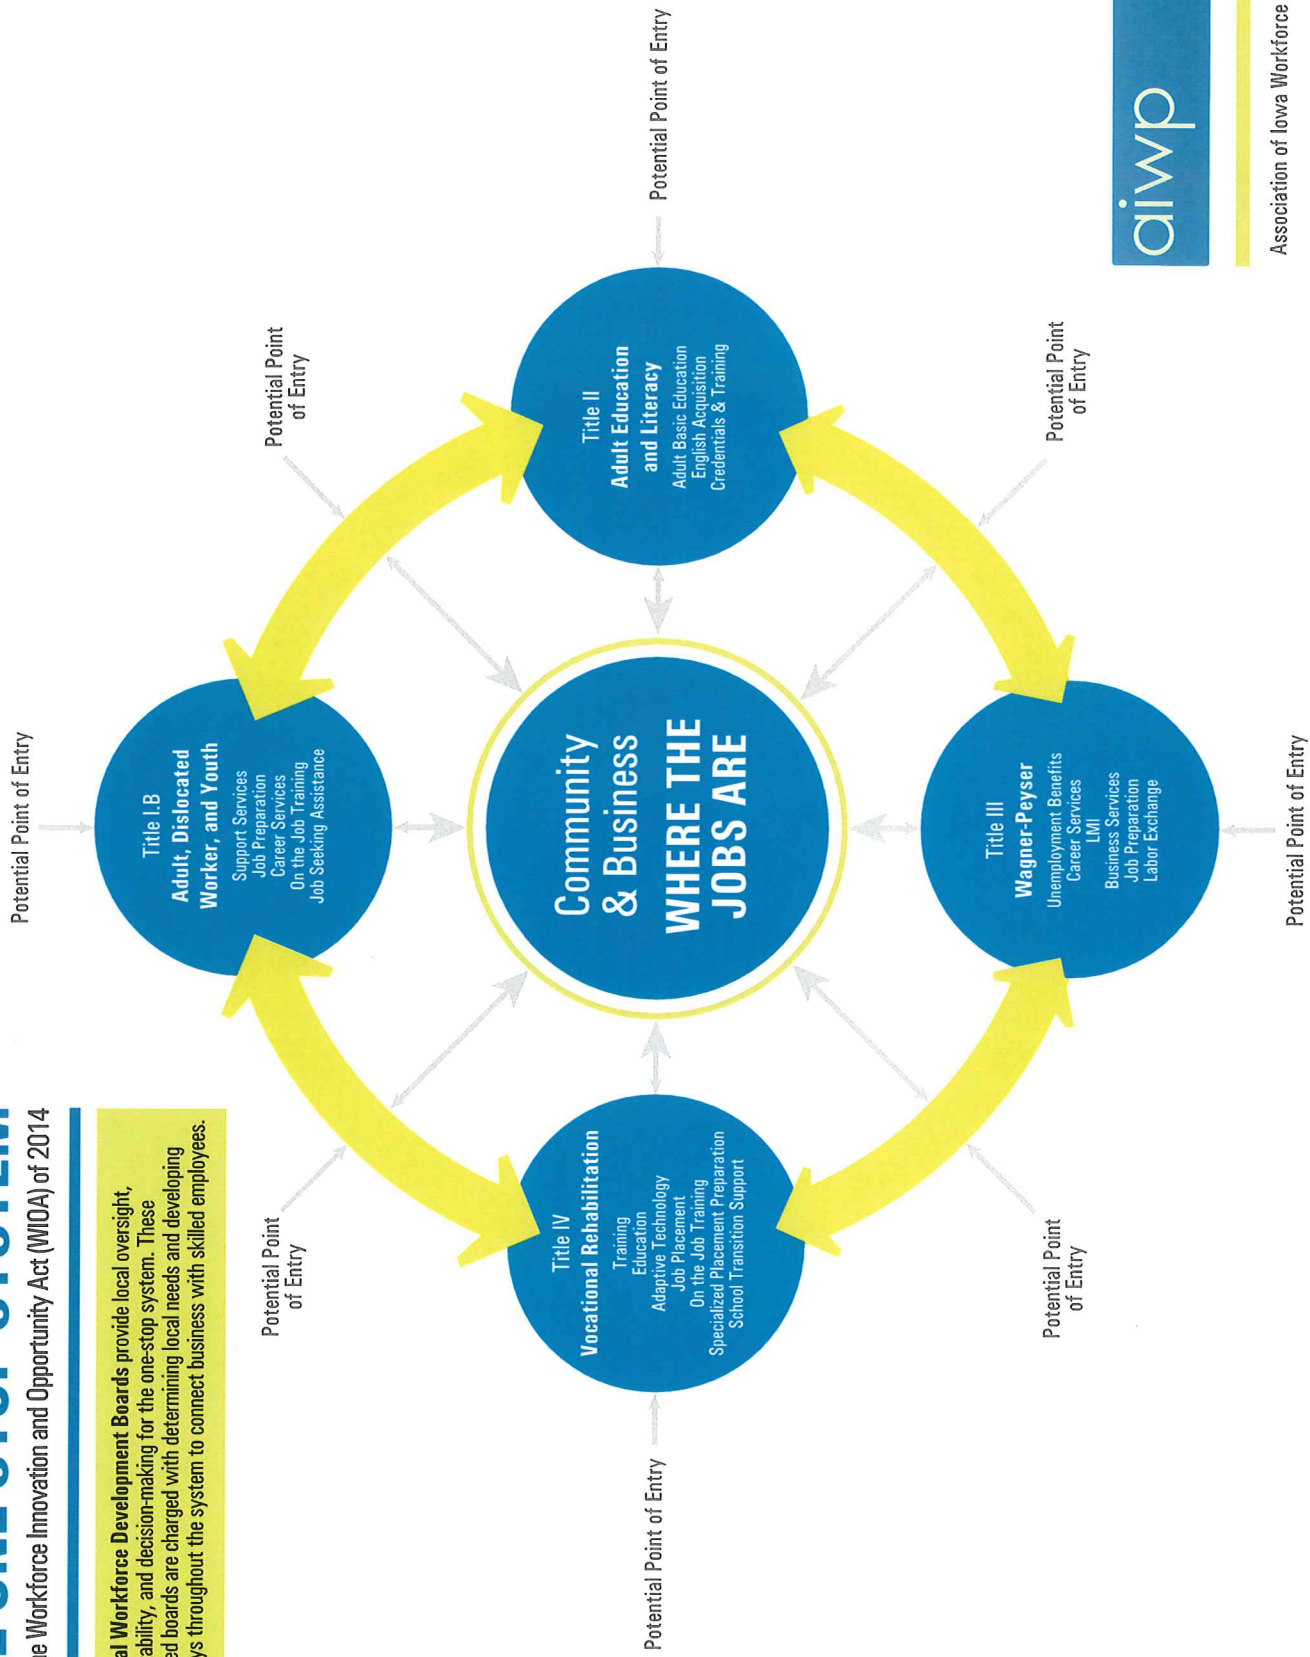 ONE-STOP SYSTEM
Workforce Innovation and Opportunity Act (WIOA) of 2014
Workforce Development Boards provide local oversight,
and decision-making for the one-stop system. These
boards are charged with determining local needs and developing
throughout the system to connect business with skilled employees.
Potential Point of Entry
Potential Point
of Entry
Potential Point
of Entry
Title I.B
Adult, Dislocated
Worker, and Youth
Support Services
Job Preparation
Career Services
On the Job Training
Job Seeking Assistance
Potential Point of Entry
Title IV
Vocational Rehabilitation
Training
Education
Adaptive Technology
Job Placement
On the Job Training
Specialized Placement Preparation
School Transition Support
Community
& Business
WHERE THE
JOBS ARE
Title II
Adult Education
and Literacy
Adult Basic Education
English Acquisition
Credentials & Training
Potential Point of Entry
Title III
Wagner-Peyser
Unemployment Benefits
Career Services
LMI
Business Services
Job Preparation
Labor Exchange
Potential Point
of Entry
Potential Point
of Entry
Potential Point of Entry
aiwp
Association of Iowa Workforce